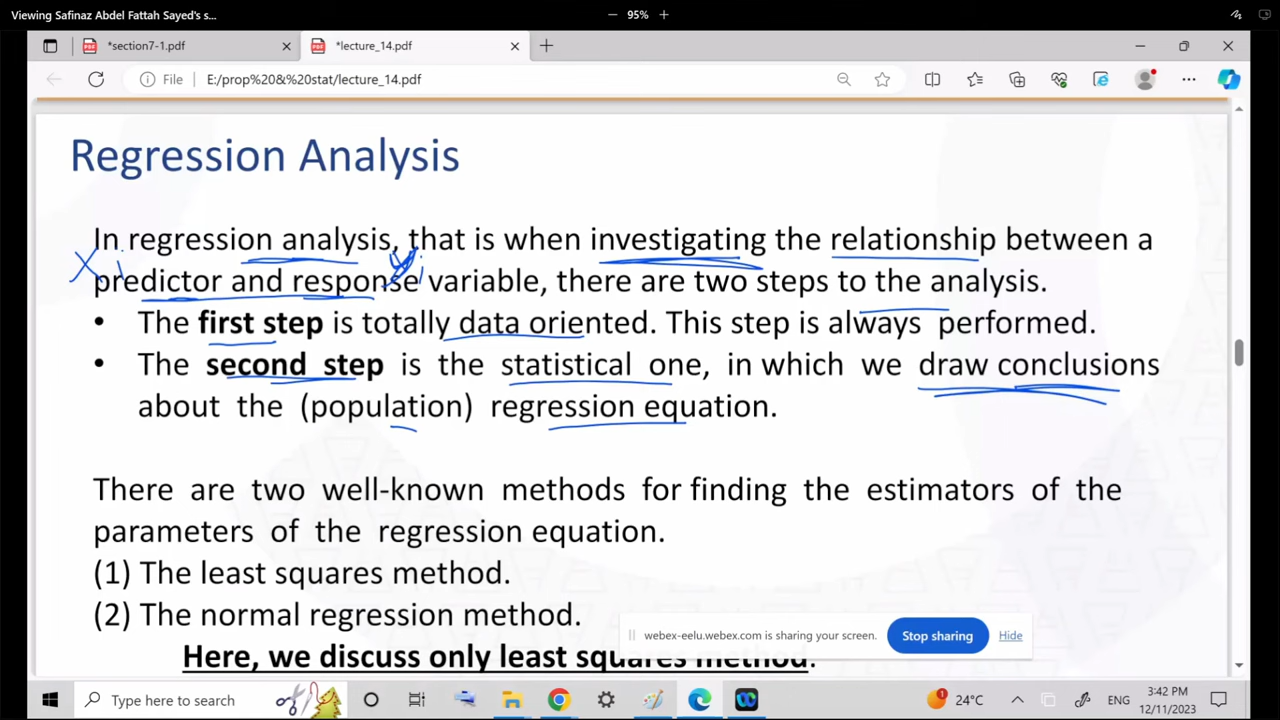 Viewing Safinaz Abdel Fattah Sayed's s...
95%
*section7-1.pdf
*lecture_14.pdf
File E:/prop%20&%20stat/lecture_14.pdf
Regression Analysis
In regression analysis, that is when investigating the relationship between a
predictor and response variable, there are two steps to the analysis.
• The first step is totally data oriented. This step is always performed.
• The second step is the statistical one, in which we draw conclusions
about the (population) regression equation.
There are two well-known methods for finding the estimators of the
parameters of the regression equation.
(1) The least squares method.
(2) The normal regression method.
webex-eelu.webex.com is sharing your screen.
Stop sharing
Hide
Here, we discuss only least squares method.
Type here to search
24°C
ENG
3:42 PM
12/11/2023